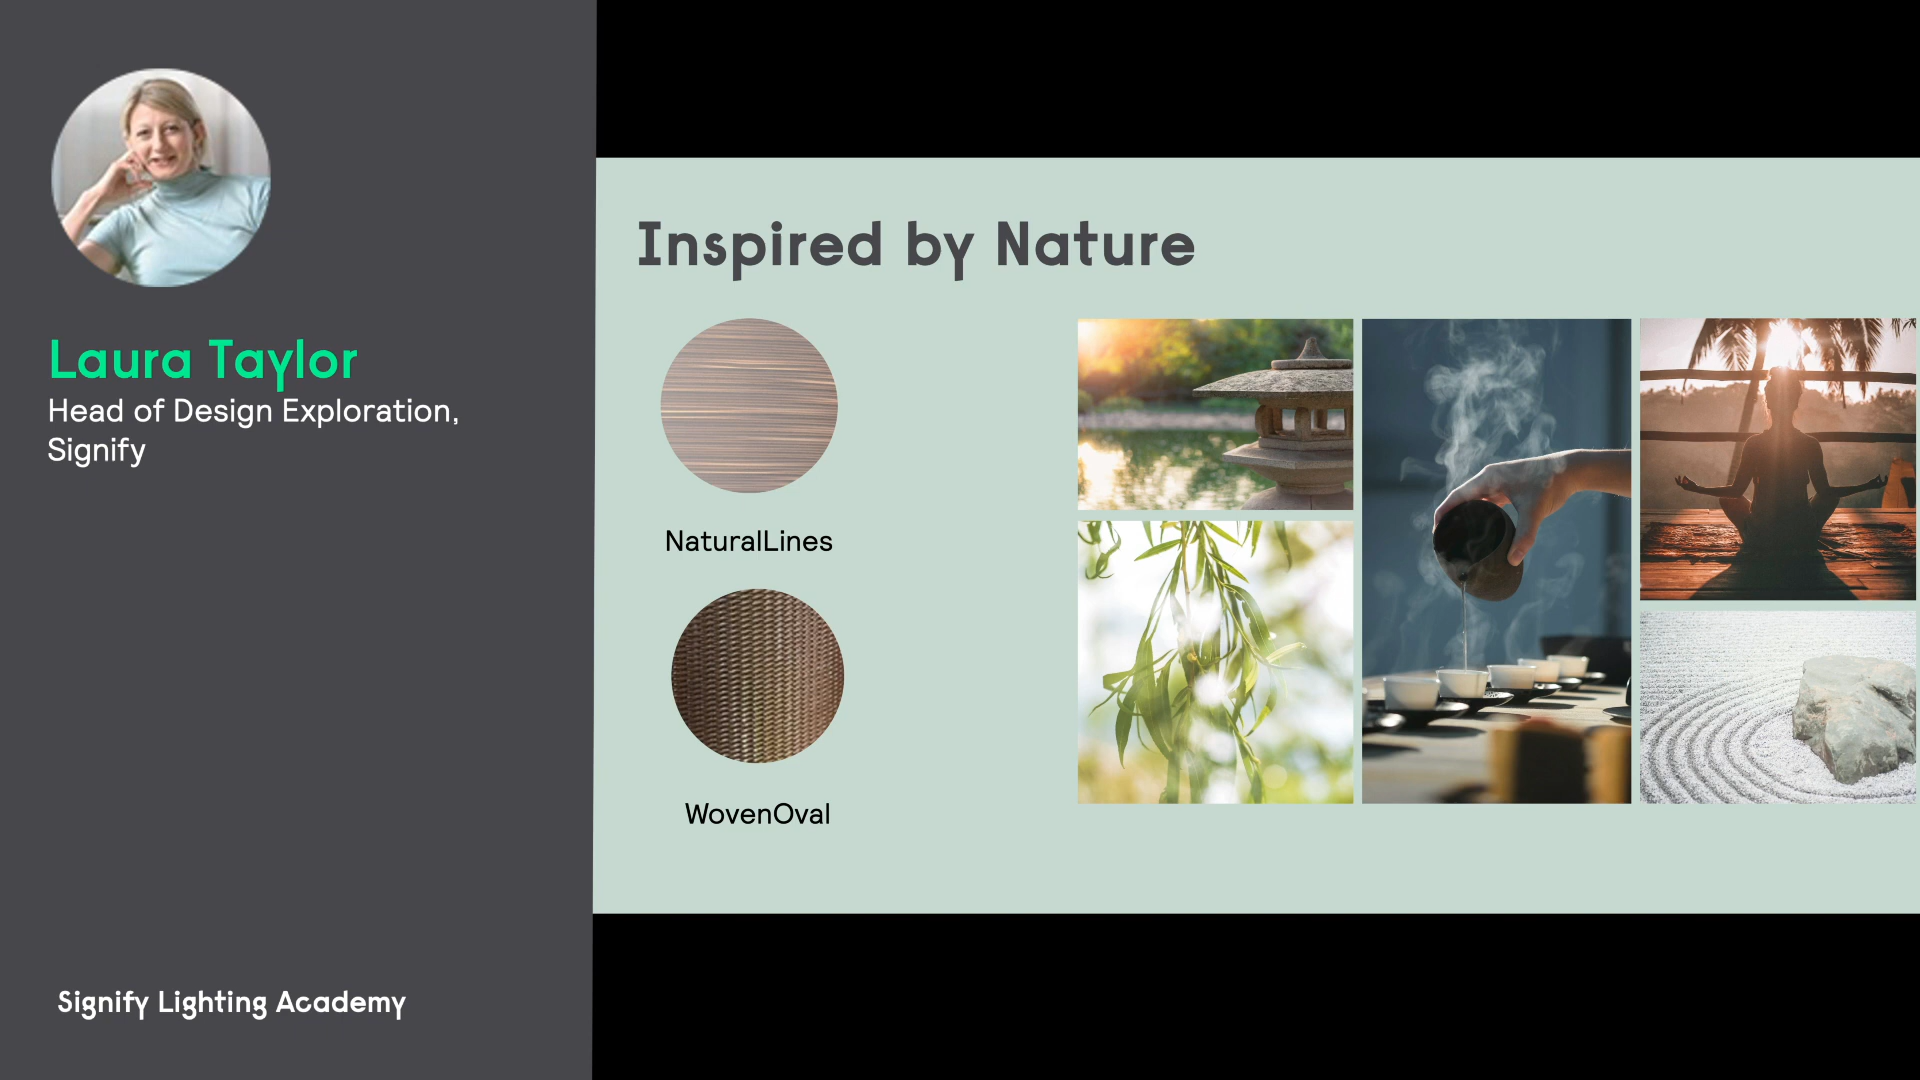 Laura Taylor
Head of Design Exploration,
Signify
Signify Lighting Academy
Inspired by Nature
NaturalLines
WovenOval